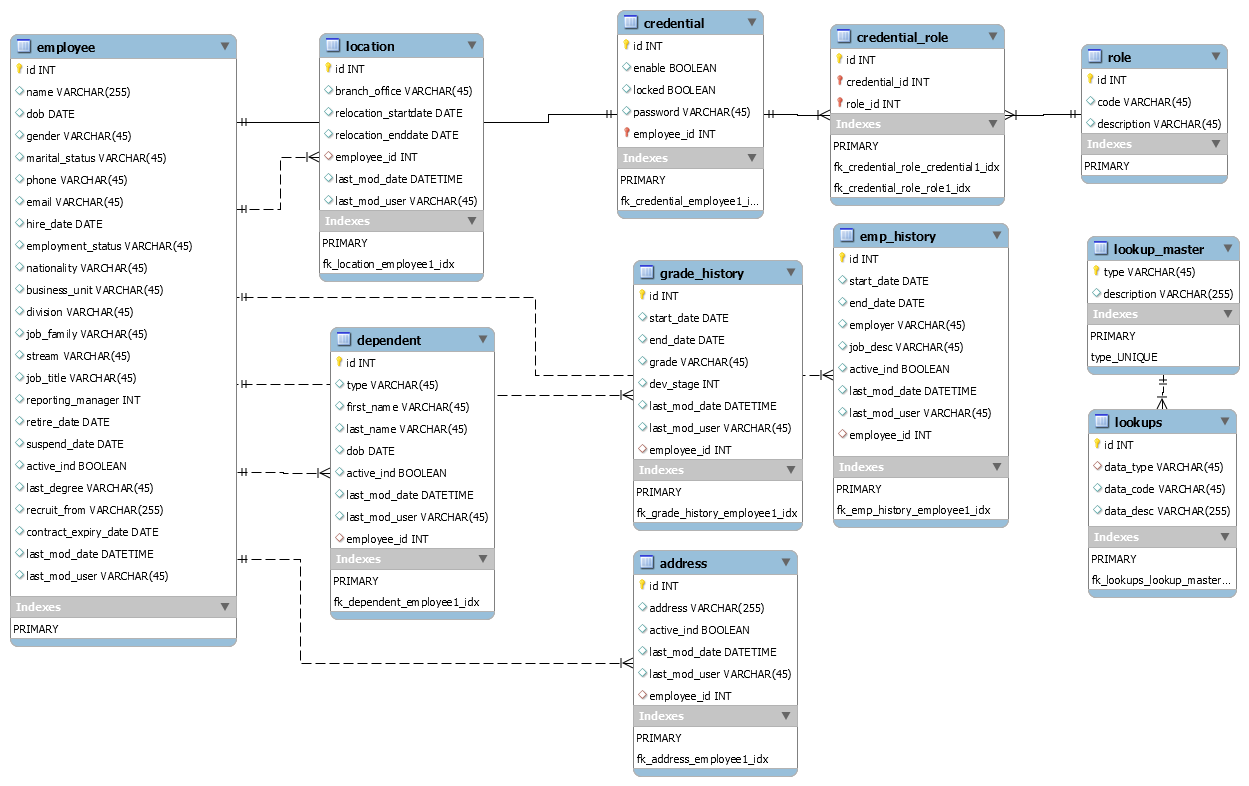 employee
id INT
name VARCHAR(255)
dob DATE
gender VARCHAR(45)
marital_status VARCHAR(45)
phone VARCHAR(45)
email VARCHAR(45)
hire_date DATE
employment_status VARCHAR(45)
nationality VARCHAR(45)
business_unit VARCHAR(45)
division VARCHAR(45)
job_family VARCHAR(45)
stream VARCHAR(45)
job_title VARCHAR(45)
reporting_manager INT
retire_date DATE
suspend_date DATE
active_ind BOOLEAN
last_degree VARCHAR(45)
recruit_from VARCHAR(255)
contract_expiry_date DATE
last_mod_date DATETIME
last_mod_user VARCHAR(45)
Indexes
PRIMARY
location
id INT
branch_office VARCHAR(45)
relocation_startdate DATE
relocation_enddate DATE
employee_id INT
last_mod_date DATETIME
last_mod_user VARCHAR(45)
Indexes
PRIMARY
fk_location_employee1_idx
dependent
id INT
type VARCHAR(45)
first_name VARCHAR(45)
last_name VARCHAR(45)
dob DATE
active_ind BOOLEAN
last_mod_date DATETIME
last_mod_user VARCHAR(45)
employee_id INT
Indexes
PRIMARY
fk_dependent_employee1_idx
credential
id INT
enable BOOLEAN
locked BOOLEAN
password VARCHAR(45)
employee_id INT
Indexes
PRIMARY
fk_credential_employee1_i...
grade_history
id INT
start_date DATE
end_date DATE
grade VARCHAR(45)
dev_stage INT
last_mod_date DATETIME
last_mod_user VARCHAR(45)
employee_id INT
Indexes
PRIMARY
fk_grade_history_employee1_idx
address
id INT
address VARCHAR(255)
active_ind BOOLEAN
last_mod_date DATETIME
last_mod_user VARCHAR(45)
employee_id INT
Indexes
PRIMARY
fk_address_employee1_idx
credential_role
id INT
credential_id INT
role_id INT
Indexes
PRIMARY
fk_credential_role_credential1_idx
fk_credential_role_role1_idx
emp_history
id INT
start_date DATE
end_date DATE
employer VARCHAR(45)
job_desc VARCHAR(45)
active_ind BOOLEAN
last_mod_date DATETIME
last_mod_user VARCHAR(45)
employee_id INT
Indexes
PRIMARY
fk_emp_history_employee1_idx
role
id INT
code VARCHAR(45)
description VARCHAR(45)
Indexes
PRIMARY
lookup_master
type VARCHAR(45)
description VARCHAR(255)
Indexes
PRIMARY
type_UNIQUE
lookups
id INT
data_type VARCHAR(45)
data_code VARCHAR(45)
data_desc VARCHAR(255)
Indexes
PRIMARY
fk_lookups_lookup_master...